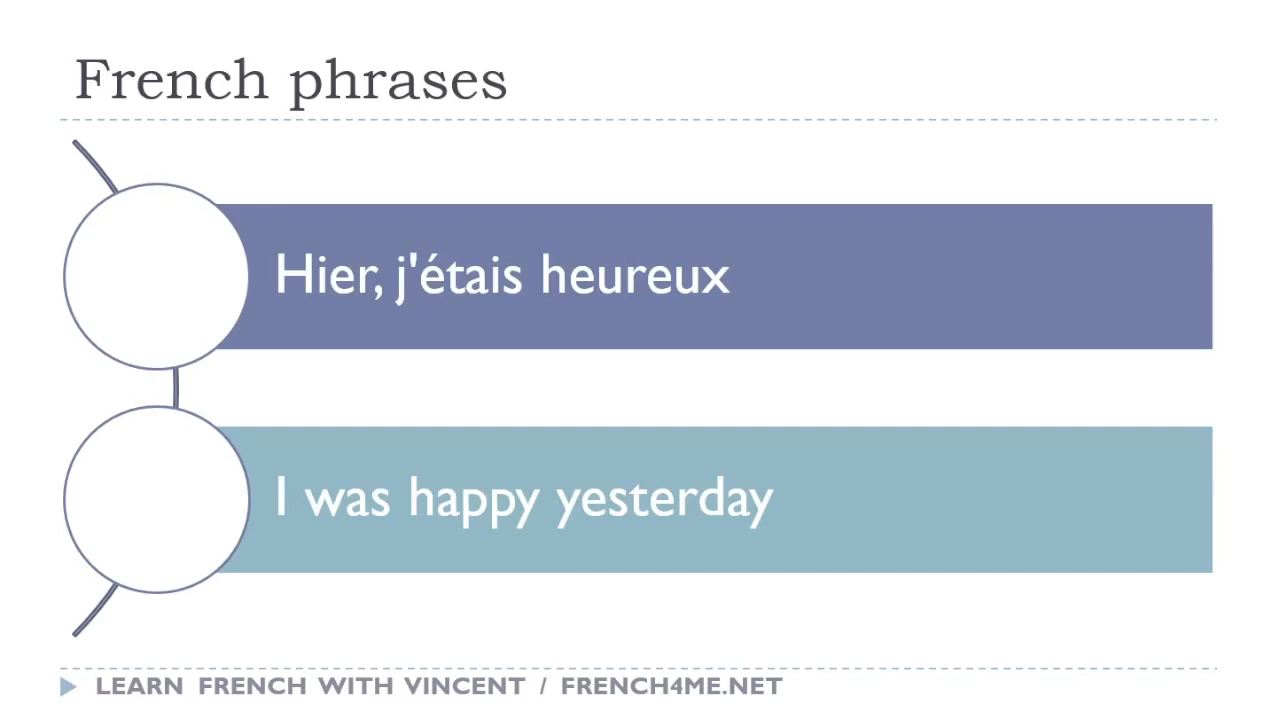 French phrases
Hier, j'étais heureux
I was happy yesterday
LEARN FRENCH WITH VINCENT / FRENCH4ME.NET